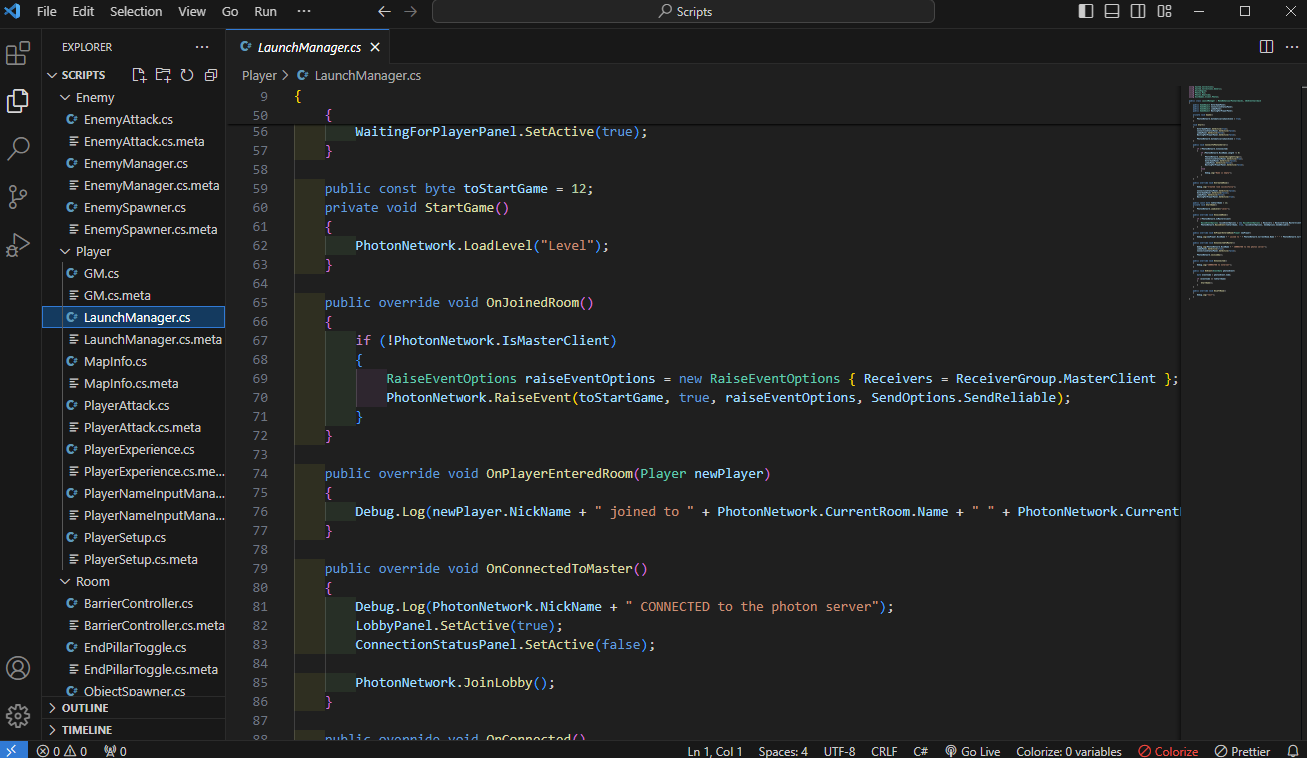 File Edit Selection View Go Run ··· Scripts
EXPLORER ···
SCRIPTS
Enemy
EnemyAttack.cs
EnemyAttack.cs.meta
EnemyManager.cs
EnemyManager.cs.meta
EnemySpawner.cs
EnemySpawner.cs.meta
Player
GM.cs
GM.cs.meta
LaunchManager.cs
LaunchManager.cs.meta
MapInfo.cs
MapInfo.cs.meta
PlayerAttack.cs
PlayerAttack.cs.meta
PlayerExperience.cs
PlayerExperience.cs.me...
PlayerNameInputMana...
PlayerNameInputMana...
PlayerSetup.cs
PlayerSetup.cs.meta
Room
BarrierController.cs
BarrierController.cs.meta
EndPillarToggle.cs
EndPillarToggle.cs.meta
ObjectSpawner.cs
OUTLINE
TIMELINE
LaunchManager.cs
Player > LaunchManager.cs
9 {
50 {
56 WaitingForPlayerPanel.SetActive(true);
57 }
58
59 public const byte toStartGame = 12;
60 private void StartGame()
61 {
62 PhotonNetwork.LoadLevel("Level");
63 }
64
65 public override void OnJoinedRoom()
66 {
67 if (!PhotonNetwork.IsMasterClient)
68 {
69 RaiseEventOptions raiseEventOptions = new RaiseEventOptions { Receivers = ReceiverGroup.MasterClient };
70 PhotonNetwork.RaiseEvent(toStartGame, true, raiseEventOptions, SendOptions.SendReliable);
71 }
72 }
73
74 public override void OnPlayerEnteredRoom(Player newPlayer)
75 {
76 Debug.Log(newPlayer.NickName + " joined to " + PhotonNetwork.CurrentRoom.Name + " " + PhotonNetwork.Current
77 }
78
79 public override void OnConnectedToMaster()
80 {
81 Debug.Log(PhotonNetwork.NickName + " CONNECTED to the photon server");
82 LobbyPanel.SetActive(true);
83 ConnectionStatusPanel.SetActive(false);
84
85 PhotonNetwork.JoinLobby();
86 }
87
88 public override void OnConnected()
0 0 0 Ln 1, Col 1 Spaces: 4 UTF-8 CRLF C# Go Live Colorize: 0 variables Colorize Prettier